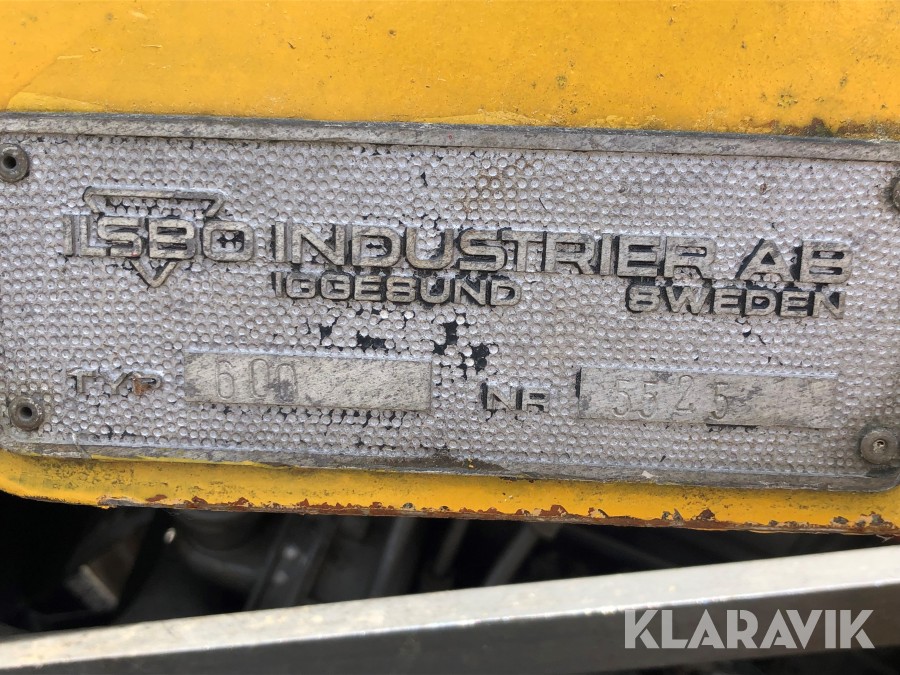 ILSBO INDUSTRIER AB
IGGESUND SWEDEN
TYP 600 NR 5525
KLARAVIK